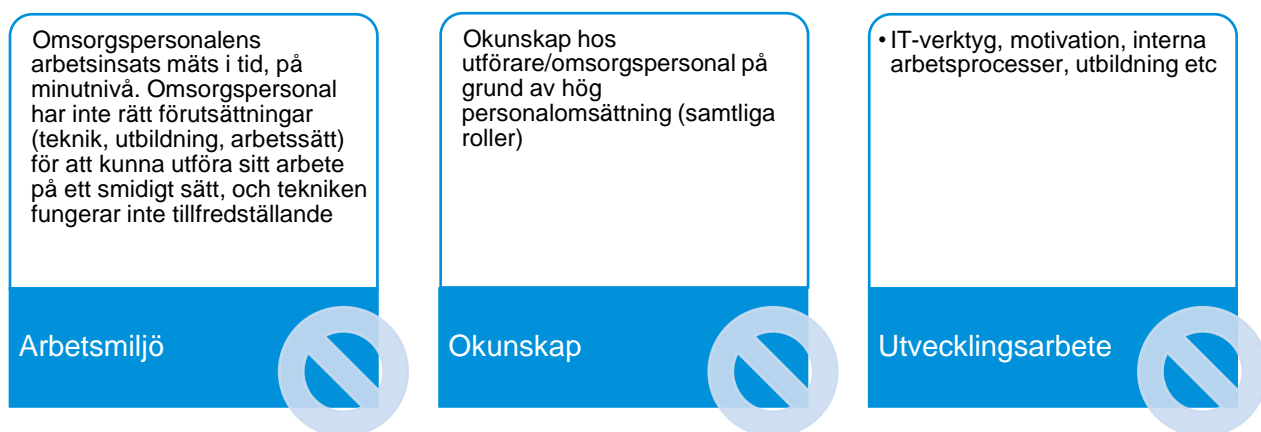 Omsorgspersonalens
arbetsinsats mäts i tid, på
minutnivå. Omsorgspersonal
har inte rätt förutsättningar
(teknik, utbildning, arbetssätt)
för att kunna utföra sitt arbete
på ett smidigt sätt, och tekniken
fungerar inte tillfredställande
Arbetsmiljö
Okunskap hos
utförare/omsorgspersonal på
grund av hög
personalomsättning (samtliga
roller)
Okunskap
• IT-verktyg, motivation, interna
arbetsprocesser, utbildning etc
Utvecklingsarbete